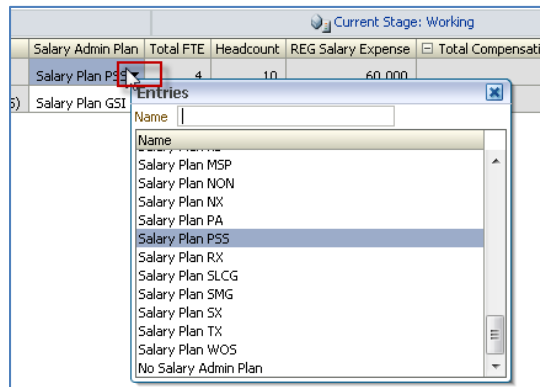 Current Stage: Working
Salary Admin Plan Total FTE Headcount REG Salary Expense Total Compensati
Salary Plan PSS 4 10 60,000
5) Salary Plan GSI
Entries
Name
Name
Salary Plan MSP
Salary Plan NON
Salary Plan NX
Salary Plan PA
Salary Plan PSS
Salary Plan RX
Salary Plan SLCG
Salary Plan SMG
Salary Plan SX
Salary Plan TX
Salary Plan WOS
No Salary Admin Plan